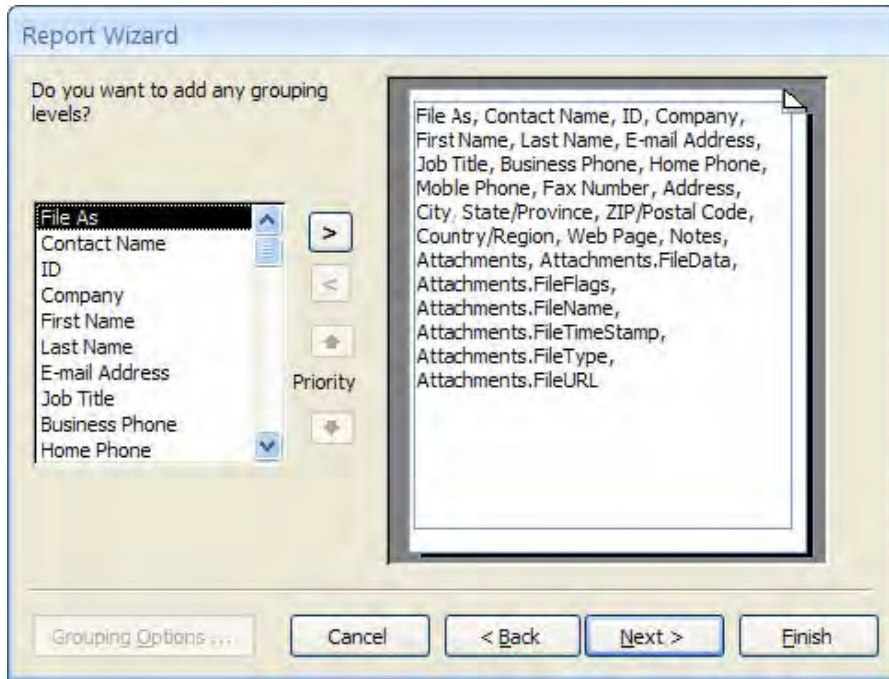 Report Wizard
Do you want to add any grouping
levels?
File As
Contact Name
ID
Company
First Name
Last Name
E-mail Address
Job Title
Business Phone
Home Phone
>
<
Priority
File As, Contact Name, ID, Company,
First Name, Last Name, E-mail Address,
Job Title, Business Phone, Home Phone,
Moble Phone, Fax Number, Address,
City, State/Province, ZIP/Postal Code,
Country/Region, Web Page, Notes,
Attachments, Attachments.FileData,
Attachments.FileFlags,
Attachments.FileName,
Attachments.FileTimeStamp,
Attachments.FileType,
Attachments.FileURL
Grouping Options ...
Cancel
< Back
Next >
Finish